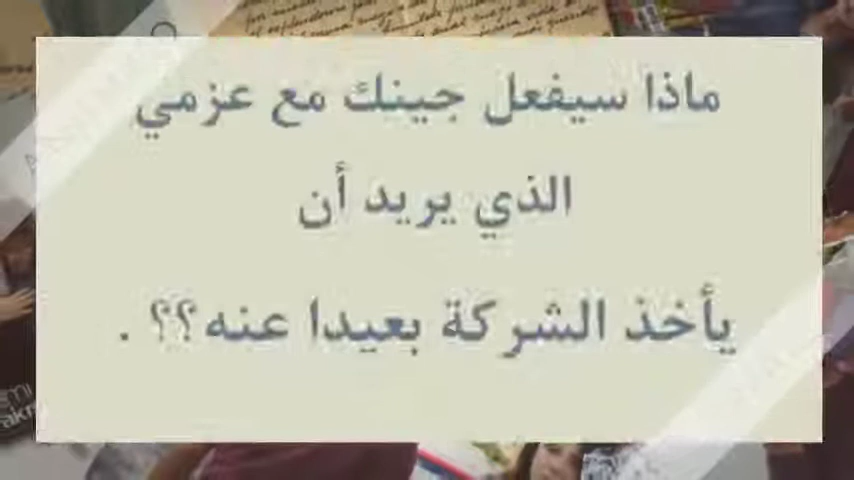 ماذا سيفعل جينك مع عزمي
الذي يريد أن
يأخذ الشركة بعيدا عنه؟؟ .